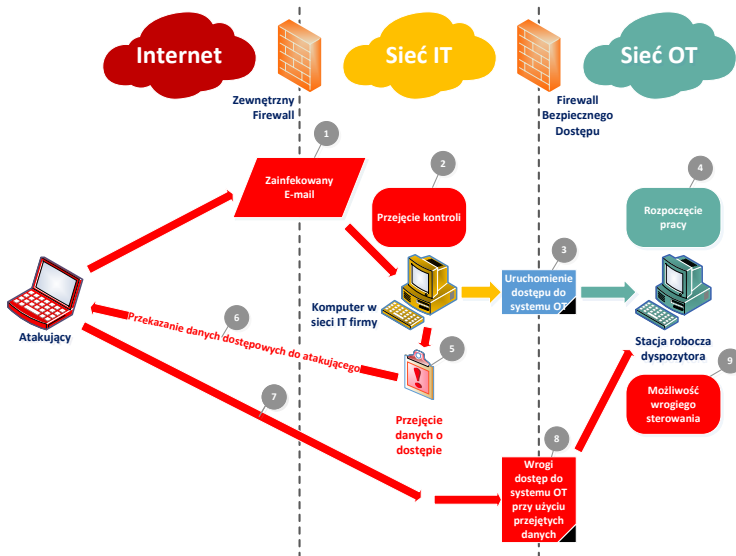 Internet
Sieć IT
Sieć OT
Zewnętrzny
Firewall
Firewall
Bezpiecznego
Dostępu
1
Zainfekowany
E-mail
2
Przejęcie kontroli
3
Uruchomienie
dostępu do
systemu OT
4
Rozpoczęcie
pracy
Komputer w
sieci IT firmy
Stacja robocza
dyspozytora
Atakujący
6
Przekazanie danych dostępowych do atakującego
5
Przejęcie
danych o
dostępie
7
8
Wrogi
dostęp do
systemu OT
przy użyciu
przejętych
danych
9
Możliwość
wrogiego
sterowania